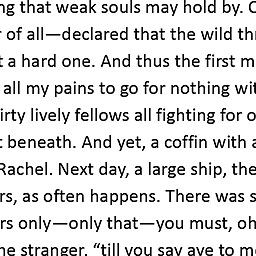 ng that weak souls may hold by. 
r of all—declared that the wild
t a hard one. And thus the first
all my pains to go for nothing
irty lively fellows all fighting for
t beneath. And yet, a coffin with a
Rachel. Next day, a large ship, the
rs, as often happens. There was
rs only—only that—you must, oh
he stranger, “till you say aye to